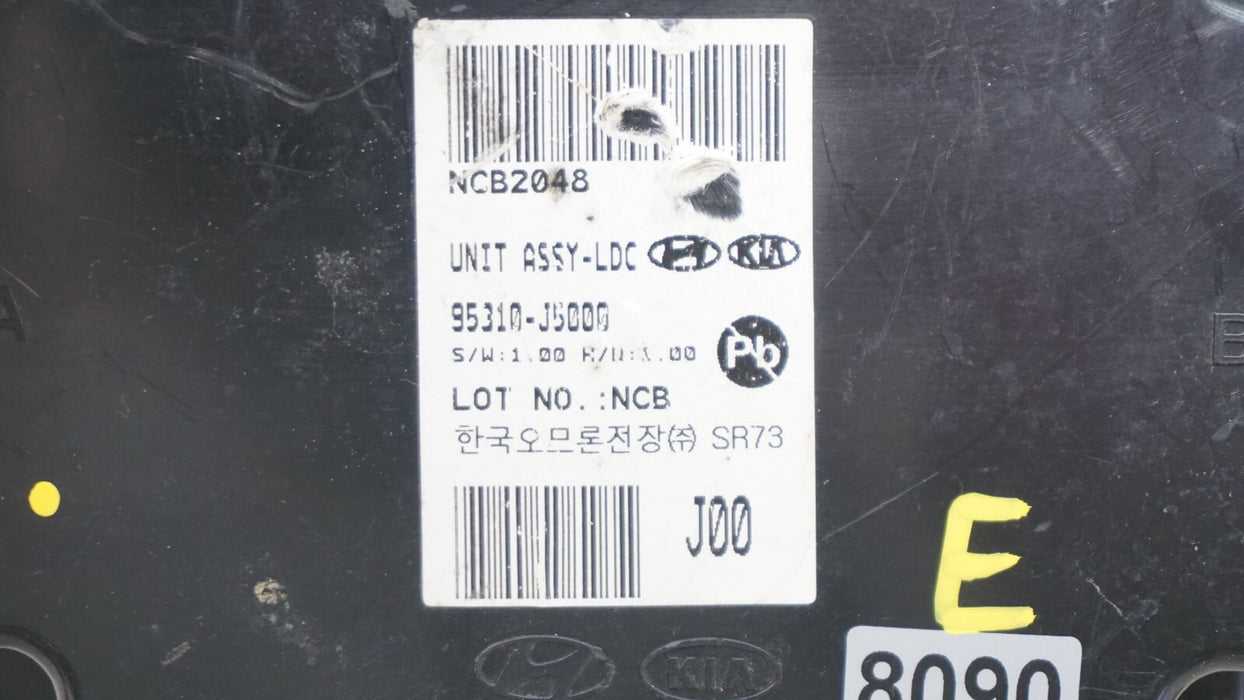 NCB2048
UNIT ASSY-LDC KIA
95310-J5000
S/W:1.00 H/W:1.00
Pb
LOT NO.:NCB
한국오므론전장㈜ SR73
J00
A
B
E
8090
KIA